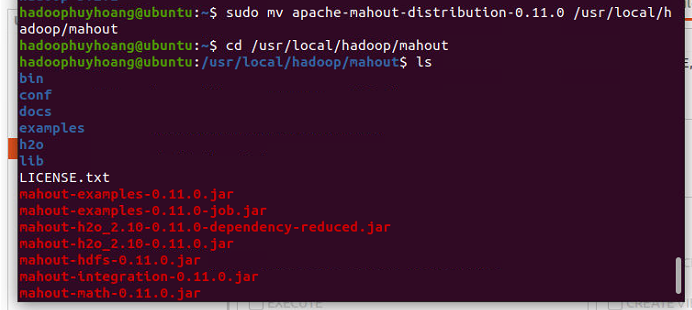 hadoophuyhoang@ubuntu:~$ sudo mv apache-mahout-distribution-0.11.0 /usr/local/h
adoop/mahout
hadoophuyhoang@ubuntu:~$ cd /usr/local/hadoop/mahout
hadoophuyhoang@ubuntu:/usr/local/hadoop/mahout$ ls
bin
conf
docs
examples
h2o
lib
LICENSE.txt
mahout-examples-0.11.0.jar
mahout-examples-0.11.0-job.jar
mahout-h2o_2.10-0.11.0-dependency-reduced.jar
mahout-h2o_2.10-0.11.0.jar
mahout-hdfs-0.11.0.jar
mahout-integration-0.11.0.jar
mahout-math-0.11.0.jar
EXECUTE
CREATE VI